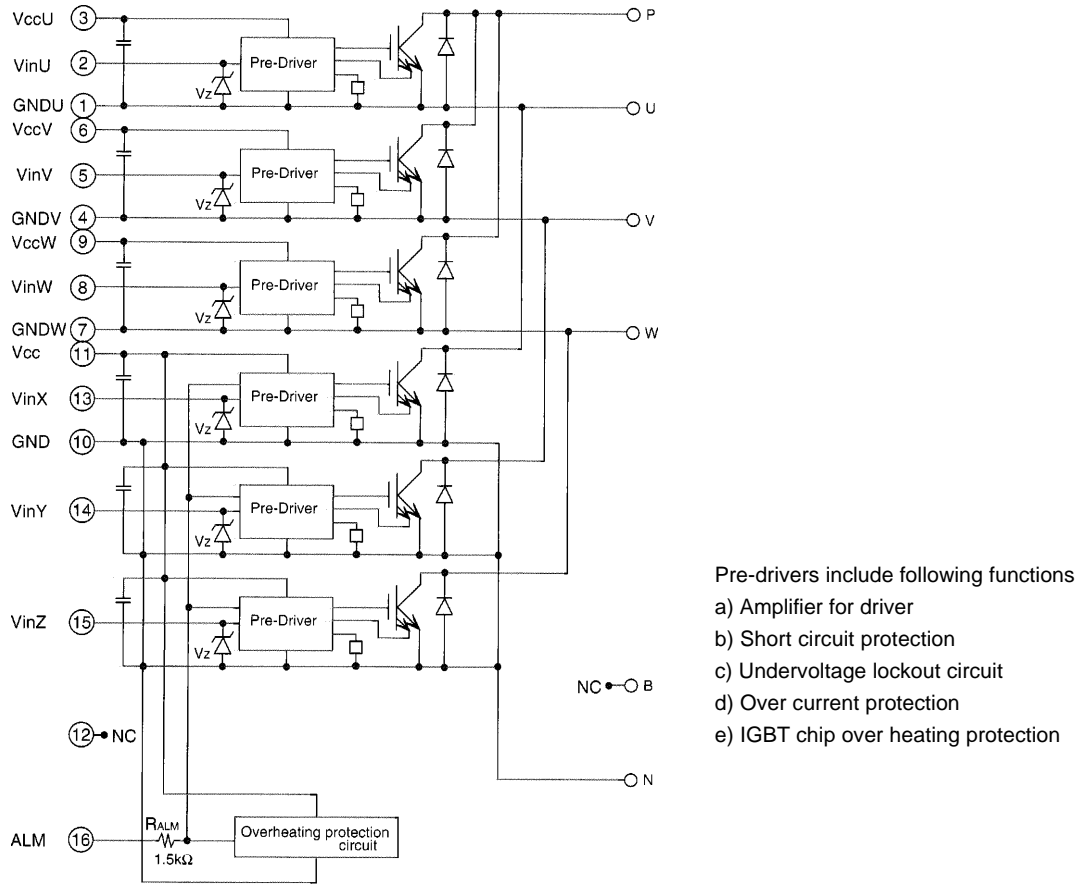 VccU 3 P
VinU 2 Pre-Driver
Vz
GNDU 1 U
VccV 6
VinV 5 Pre-Driver
Vz
GNDV 4 V
VccW 9
VinW 8 Pre-Driver
Vz
GNDW 7 W
Vcc 11
VinX 13 Pre-Driver
Vz
GND 10
VinY 14 Pre-Driver
Vz
VinZ 15 Pre-Driver
Vz
NC B
12 NC
N
ALM 16 RALM 1.5kΩ
Overheating protection
circuit
Pre-drivers include following functions
a) Amplifier for driver
b) Short circuit protection
c) Undervoltage lockout circuit
d) Over current protection
e) IGBT chip over heating protection